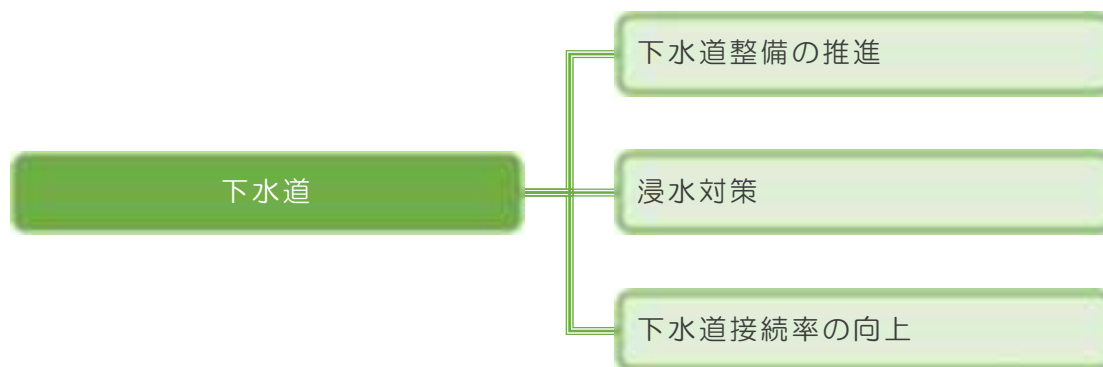 下水道
下水道整備の推進
浸水対策
下水道接続率の向上